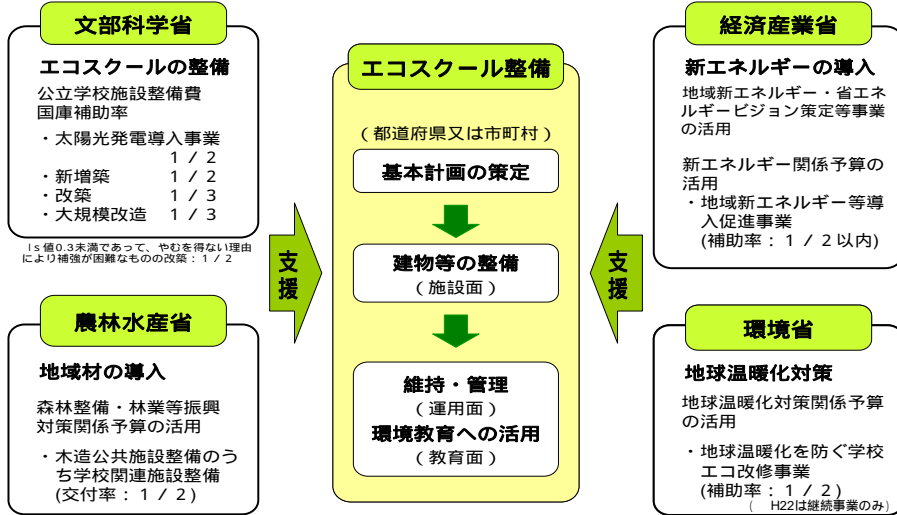 文部科学省
エコスクールの整備
公立学校施設整備費
国庫補助率
・太陽光発電導入事業
1/2
・新増築 1/2
・改築 1/3
・大規模改造 1/3
Is値0.3未満であって、やむを得ない理由
により補強が困難なものの改築：1/2
農林水産省
地域材の導入
森林整備・林業等振興
対策関係予算の活用
・木造公共施設整備のう
ち学校関連施設整備
(交付率：1/2)
支援
エコスクール整備
(都道府県又は市町村)
基本計画の策定
建物等の整備
(施設面)
維持・管理
(運用面)
環境教育への活用
(教育面)
支援
経済産業省
新エネルギーの導入
地域新エネルギー・省エネ
ルギービジョン策定等事業
の活用
新エネルギー関係予算の
活用
・地域新エネルギー等導
入促進事業
(補助率：1/2以内)
環境省
地球温暖化対策
地球温暖化対策関係予算
の活用
・地球温暖化を防ぐ学校
エコ改修事業
(補助率：1/2)
( H22は継続事業のみ)